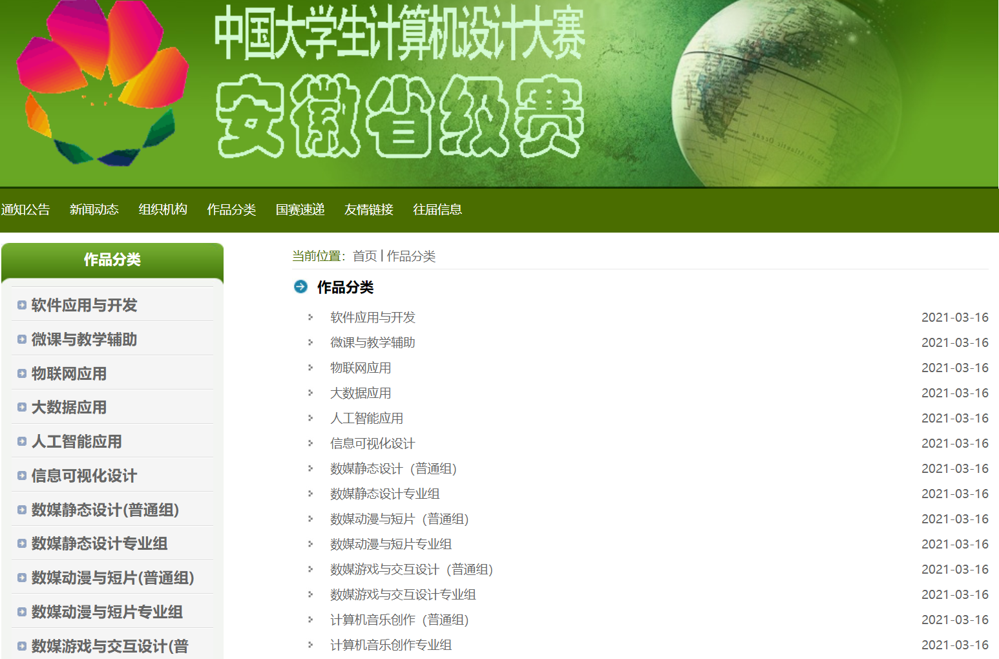 中国大学生计算机设计大赛
安徽省级赛
通知公告 新闻动态 组织机构 作品分类 国赛速递 友情链接 往届信息
作品分类
软件应用与开发
微课与教学辅助
物联网应用
大数据应用
人工智能应用
信息可视化设计
数媒静态设计(普通组)
数媒静态设计专业组
数媒动漫与短片(普通组)
数媒动漫与短片专业组
数媒游戏与交互设计(普
当前位置：首页 | 作品分类
作品分类
软件应用与开发 2021-03-16
微课与教学辅助 2021-03-16
物联网应用 2021-03-16
大数据应用 2021-03-16
人工智能应用 2021-03-16
信息可视化设计 2021-03-16
数媒静态设计（普通组） 2021-03-16
数媒静态设计专业组 2021-03-16
数媒动漫与短片（普通组） 2021-03-16
数媒动漫与短片专业组 2021-03-16
数媒游戏与交互设计（普通组） 2021-03-16
数媒游戏与交互设计专业组 2021-03-16
计算机音乐创作（普通组） 2021-03-16
计算机音乐创作专业组 2021-03-16